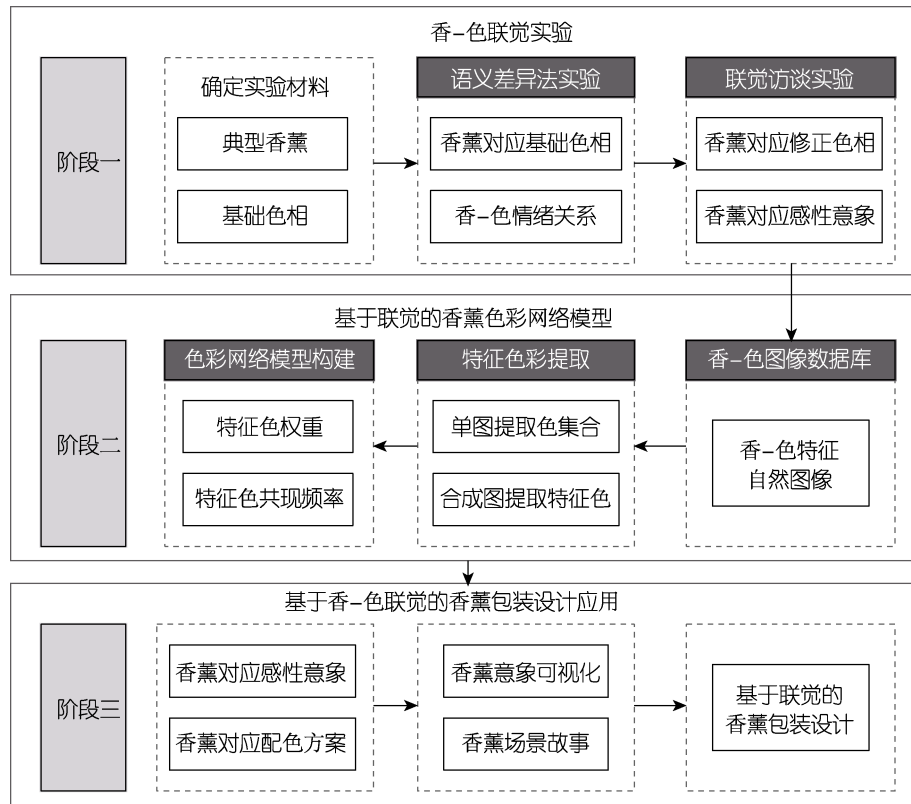 香-色联觉实验
阶段一
确定实验材料
典型香薰
基础色相
语义差异法实验
香薰对应基础色相
香-色情绪关系
联觉访谈实验
香薰对应修正色相
香薰对应感性意象
基于联觉的香薰色彩网络模型
阶段二
色彩网络模型构建
特征色权重
特征色共现频率
特征色彩提取
单图提取色集合
合成图提取特征色
香-色图像数据库
香-色特征
自然图像
基于香-色联觉的香薰包装设计应用
阶段三
香薰对应感性意象
香薰对应配色方案
香薰意象可视化
香薰场景故事
基于联觉的
香薰包装设计